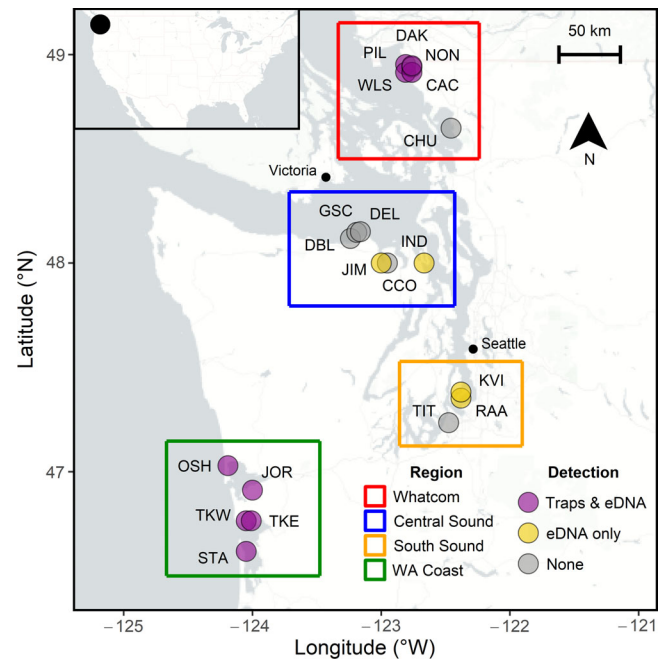 49
50 km
DAK
PIL
NON
WLS
CAC
CHU
N
Victoria
GSC
DEL
48
DBL
IND
JIM
CCO
Seattle
KVI
TIT
RAA
47
OSH
JOR
TKW
TKE
STA
Region
Whatcom
Central Sound
South Sound
WA Coast
Detection
Traps & eDNA
eDNA only
None
−125
−124
−123
−122
−121
Longitude (°W)
Latitude (°N)